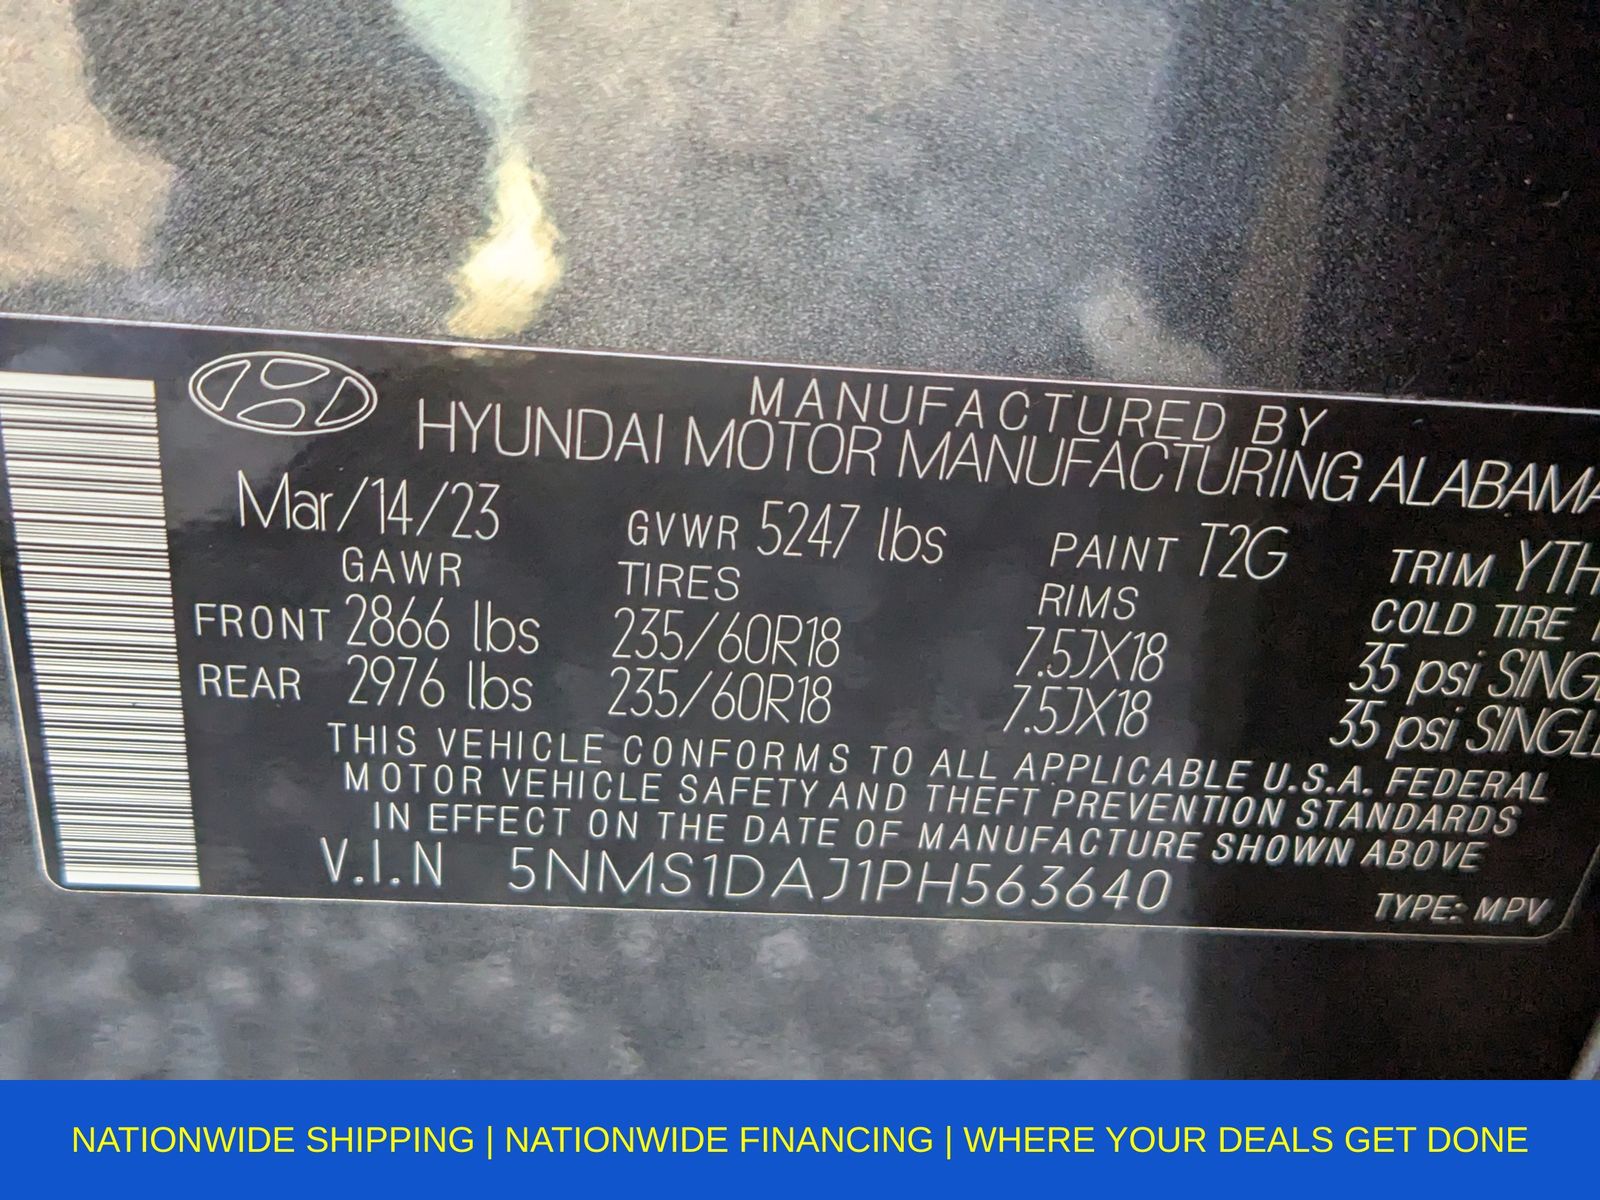 MANUFACTURED BY
HYUNDAI MOTOR MANUFACTURING ALABAMA
Mar/14/23 GVWR 5247 lbs PAINT T2G TRIM YTH
GAWR TIRES RIMS COLD TIRE
FRONT 2866 lbs 235/60R18 7.5JX18 35 psi SINGL
REAR 2976 lbs 235/60R18 7.5JX18 35 psi SINGLE
THIS VEHICLE CONFORMS TO ALL APPLICABLE U.S.A. FEDERAL
MOTOR VEHICLE SAFETY AND THEFT PREVENTION STANDARDS
IN EFFECT ON THE DATE OF MANUFACTURE SHOWN ABOVE
V.I.N 5NMS1DAJ1PH563640
TYPE: MPV
NATIONWIDE SHIPPING | NATIONWIDE FINANCING | WHERE YOUR DEALS GET DONE